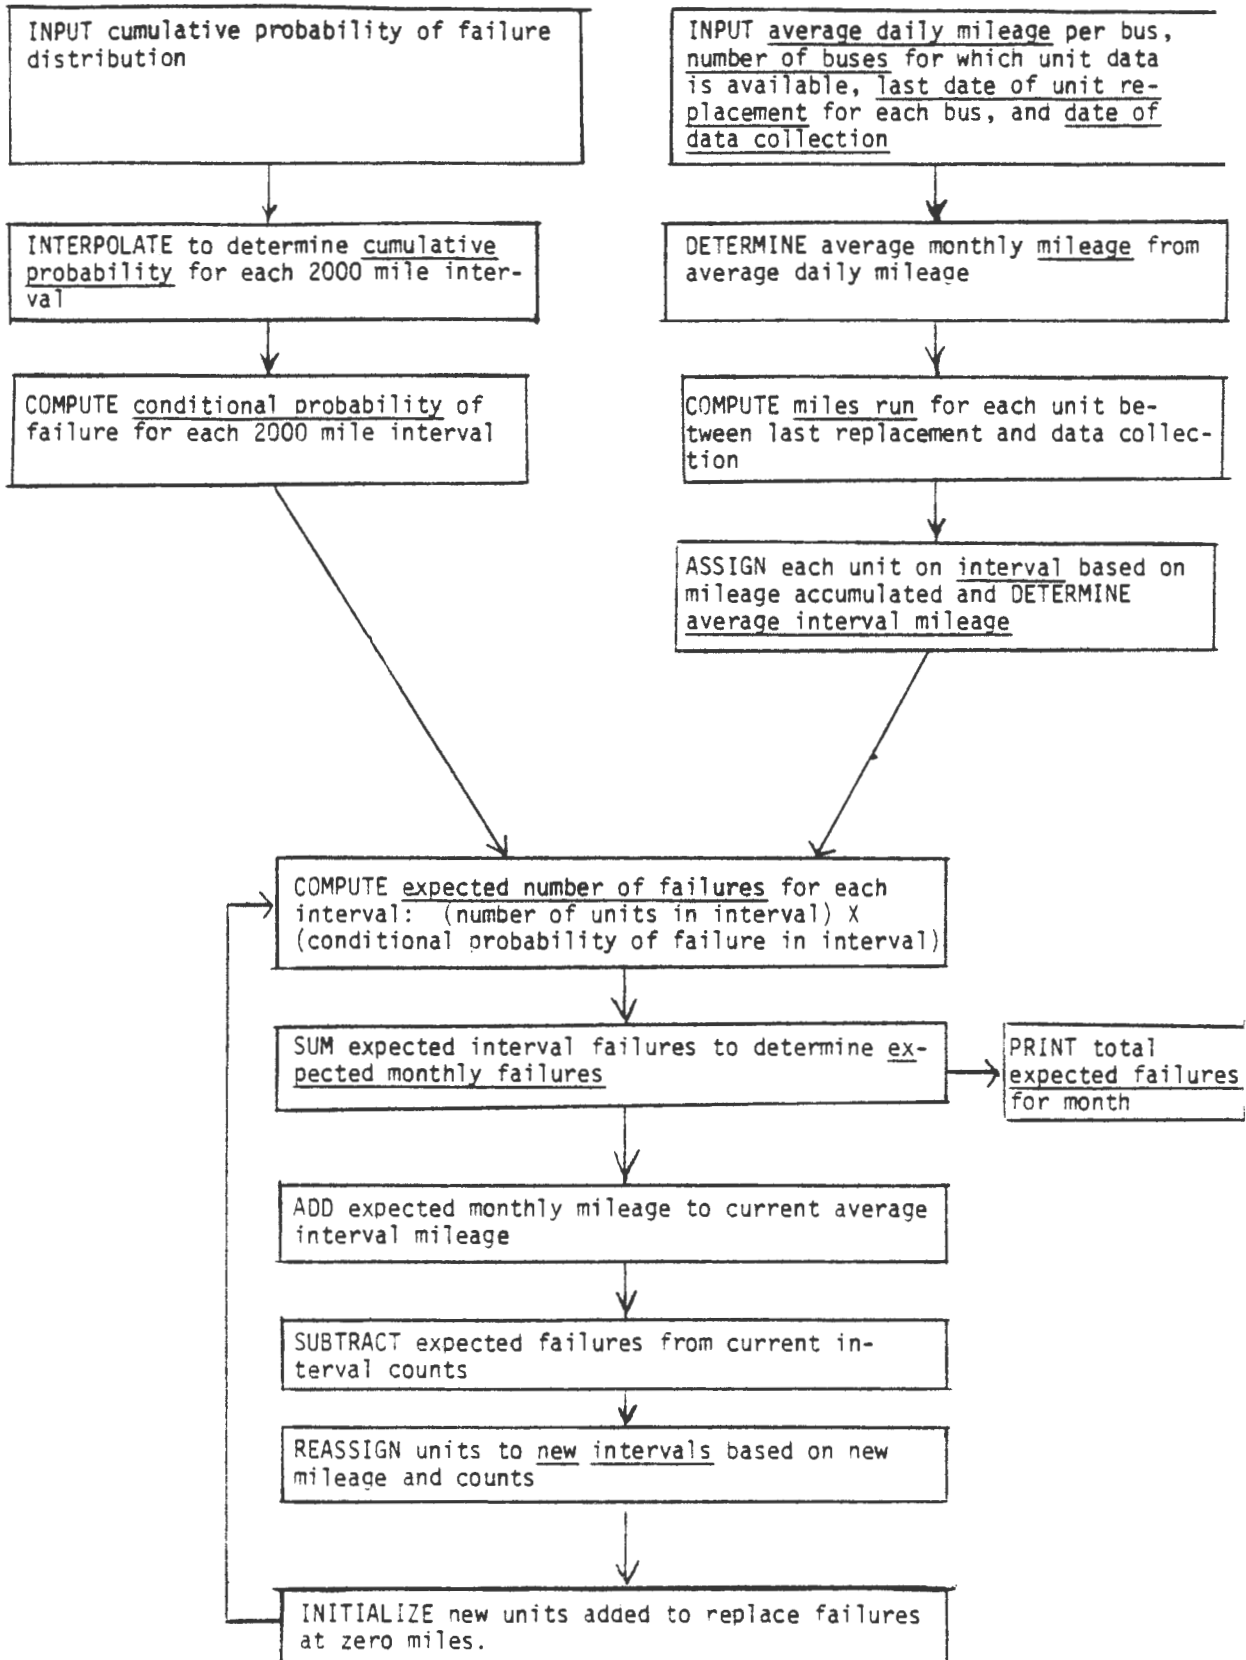 INPUT cumulative probability of failure
distribution
INTERPOLATE to determine cumulative
probability for each 2000 mile inter-
val
COMPUTE conditional probability of
failure for each 2000 mile interval
INPUT average daily mileage per bus,
number of buses for which unit data
is available, last date of unit re-
placement for each bus, and date of
data collection
DETERMINE average monthly mileage from
average daily mileage
COMPUTE miles run for each unit be-
tween last replacement and data collec-
tion
ASSIGN each unit on interval based on
mileage accumulated and DETERMINE
average interval mileage
COMPUTE expected number of failures for each
interval: (number of units in interval) X
(conditional probability of failure in interval)
SUM expected interval failures to determine ex-
pected monthly failures
PRINT total
expected failures
for month
ADD expected monthly mileage to current average
interval mileage
SUBTRACT expected failures from current in-
terval counts
REASSIGN units to new intervals based on new
mileage and counts
INITIALIZE new units added to replace failures
at zero miles.